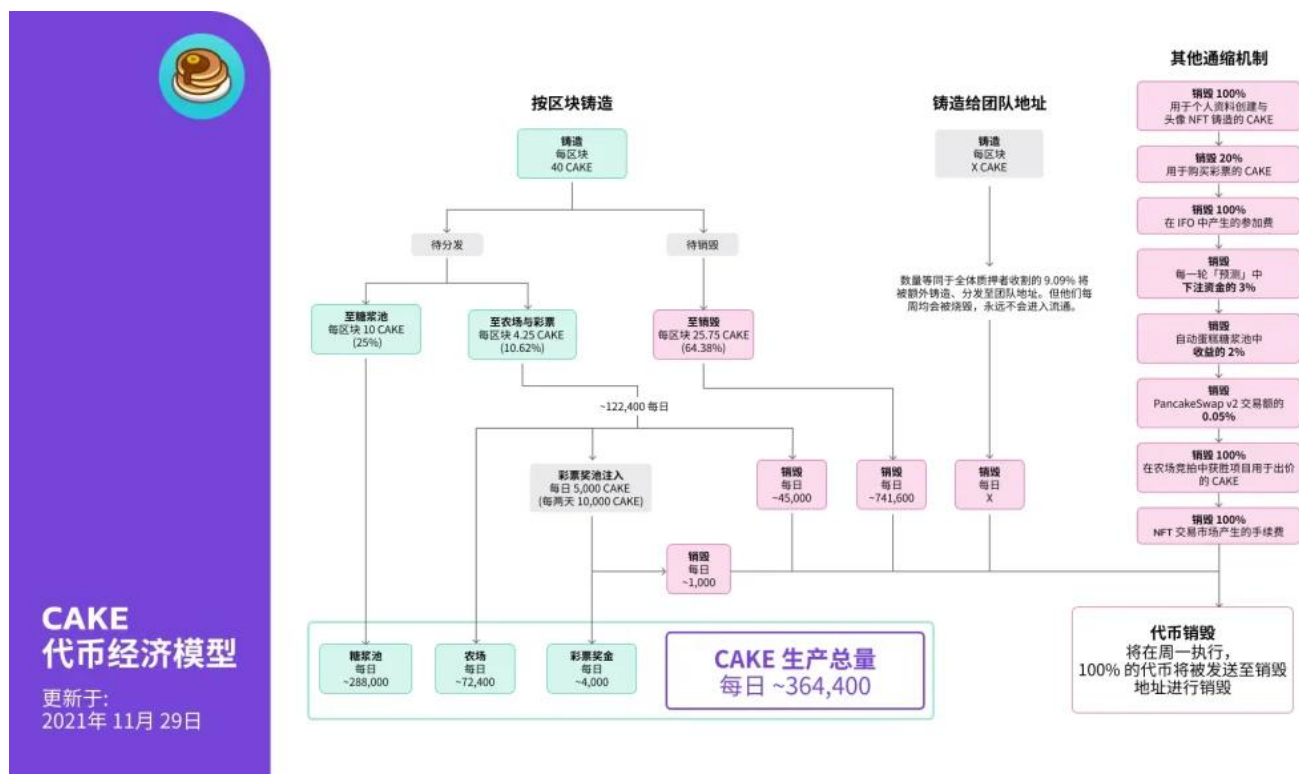 CAKE
代币经济模型
更新于:
2021年 11月 29日
按区块铸造
铸造
每区块
40 CAKE
待分发
待销毁
至糖浆池
每区块 10 CAKE
(25%)
至农场与彩票
每区块 4.25 CAKE
(10.62%)
至销毁
每区块 25.75 CAKE
(64.38%)
~122,400 每日
彩票奖池注入
每日 5,000 CAKE
(每两天 10,000 CAKE)
销毁
每日
~45,000
销毁
每日
~741,600
销毁
每日
~1,000
铸造给团队地址
铸造
每区块
X CAKE
数量等同于全体质押者收割的 9.09% 将
被额外铸造、分发至团队地址。但他们每
周均会被烧毁，永远不会进入流通。
销毁
每日
X
糖浆池
每日
~288,000
农场
每日
~72,400
彩票奖金
每日
~4,000
CAKE 生产总量
每日 ~364,400
其他通缩机制
销毁 100%
用于个人资料创建与
头像 NFT 铸造的 CAKE
销毁 20%
用于购买彩票的 CAKE
销毁 100%
在 IFO 中产生的参加费
销毁
每一轮「预测」中
下注资金的 3%
销毁
自动蛋糕糖浆池中
收益的 2%
销毁
PancakeSwap v2 交易额的
0.05%
销毁 100%
在农场竞拍中获胜项目用于出价
的 CAKE
销毁 100%
NFT 交易市场产生的手续费
代币销毁
将在周一执行，
100% 的代币将被发送至销毁
地址进行销毁